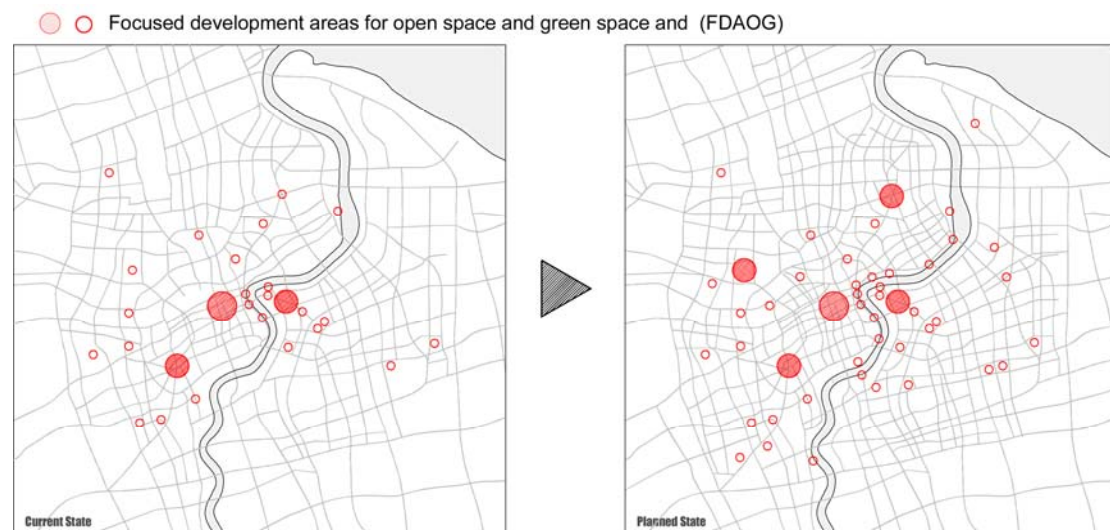 Focused development areas for open space and green space and (FDAOG)
Current State
Planned State